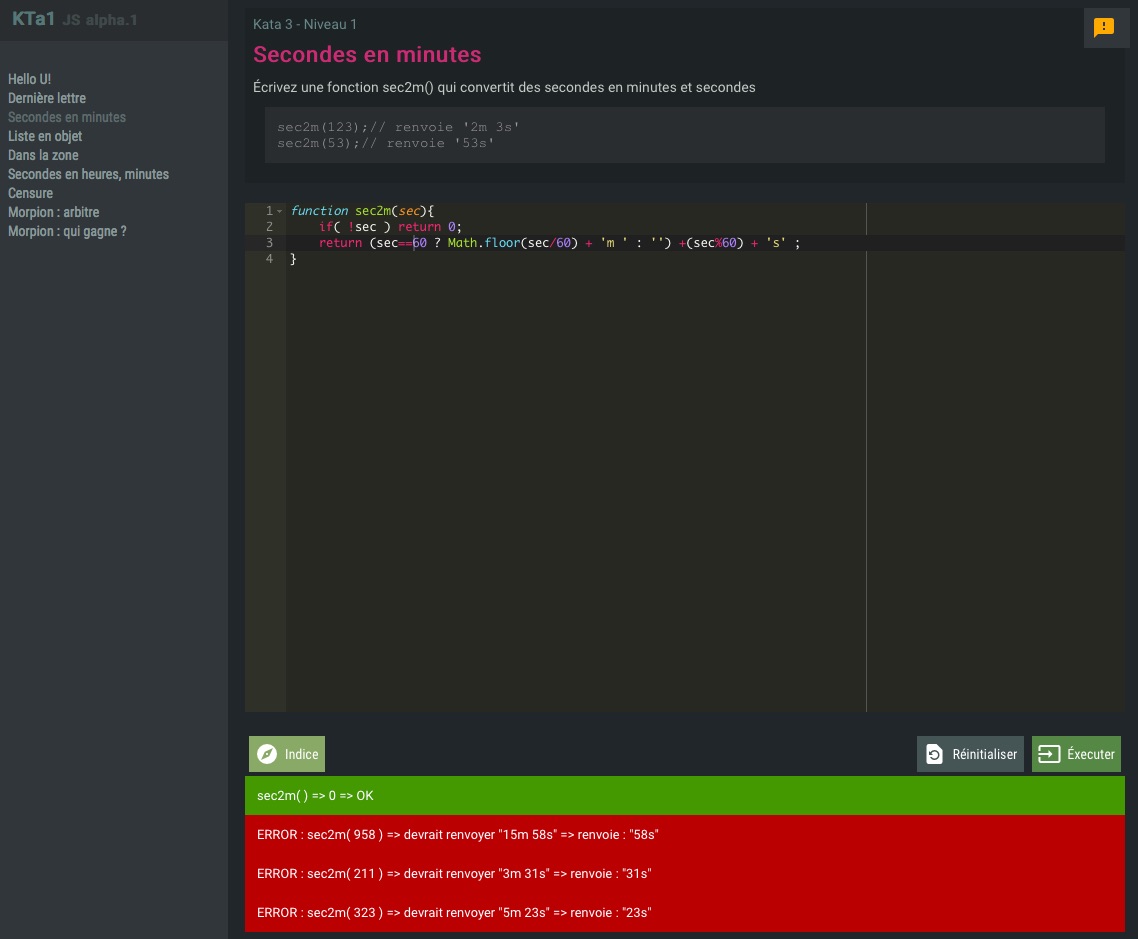 KTa1 JS alpha.1
Hello U!
Dernière lettre
Secondes en minutes
Liste en objet
Dans la zone
Secondes en heures, minutes
Censure
Morpion : arbitre
Morpion : qui gagne ?
Kata 3 - Niveau 1
Secondes en minutes
Écrivez une fonction sec2m() qui convertit des secondes en minutes et secondes
sec2m(123);// renvoie '2m 3s'
sec2m(53);// renvoie '53s'
1 function sec2m(sec){
2     if( !sec ) return 0;
3     return (sec==60 ? Math.floor(sec/60) + 'm ' : '') +(sec%60) + 's' ;
4 }
Indice
Réinitialiser
Éxecuter
sec2m( ) => 0 => OK
ERROR : sec2m( 958 ) => devrait renvoyer "15m 58s" => renvoie : "58s"
ERROR : sec2m( 211 ) => devrait renvoyer "3m 31s" => renvoie : "31s"
ERROR : sec2m( 323 ) => devrait renvoyer "5m 23s" => renvoie : "23s"